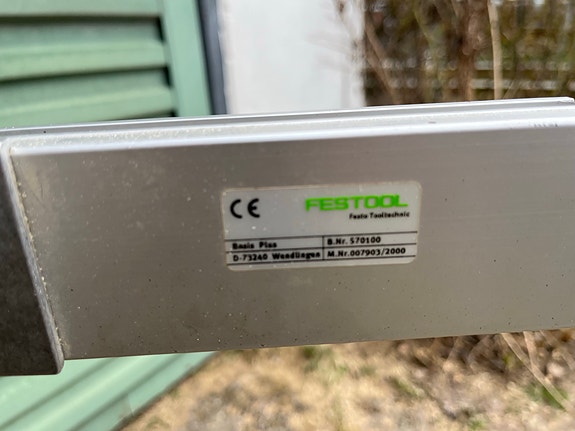 CE FESTOOL
Festo Tooltechnic
Basis Plus B.Nr. 570100
D-73240 Wendlingen M.Nr.007903/2000